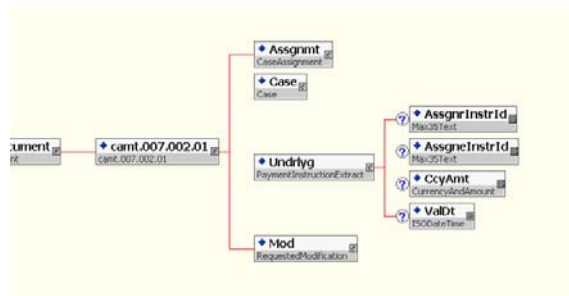 Assgnmt
CaseAssignment
Case
Case
cument
nt
camt.007.002.01
camt.007.002.01
Undrlyg
PaymentInstructionExtract
? AssgnrInstrId
Max35Text
? AssgneInstrId
Max35Text
? CcyAmt
CurrencyAndAmount
? ValDt
ISODateTime
Mod
RequestedModification